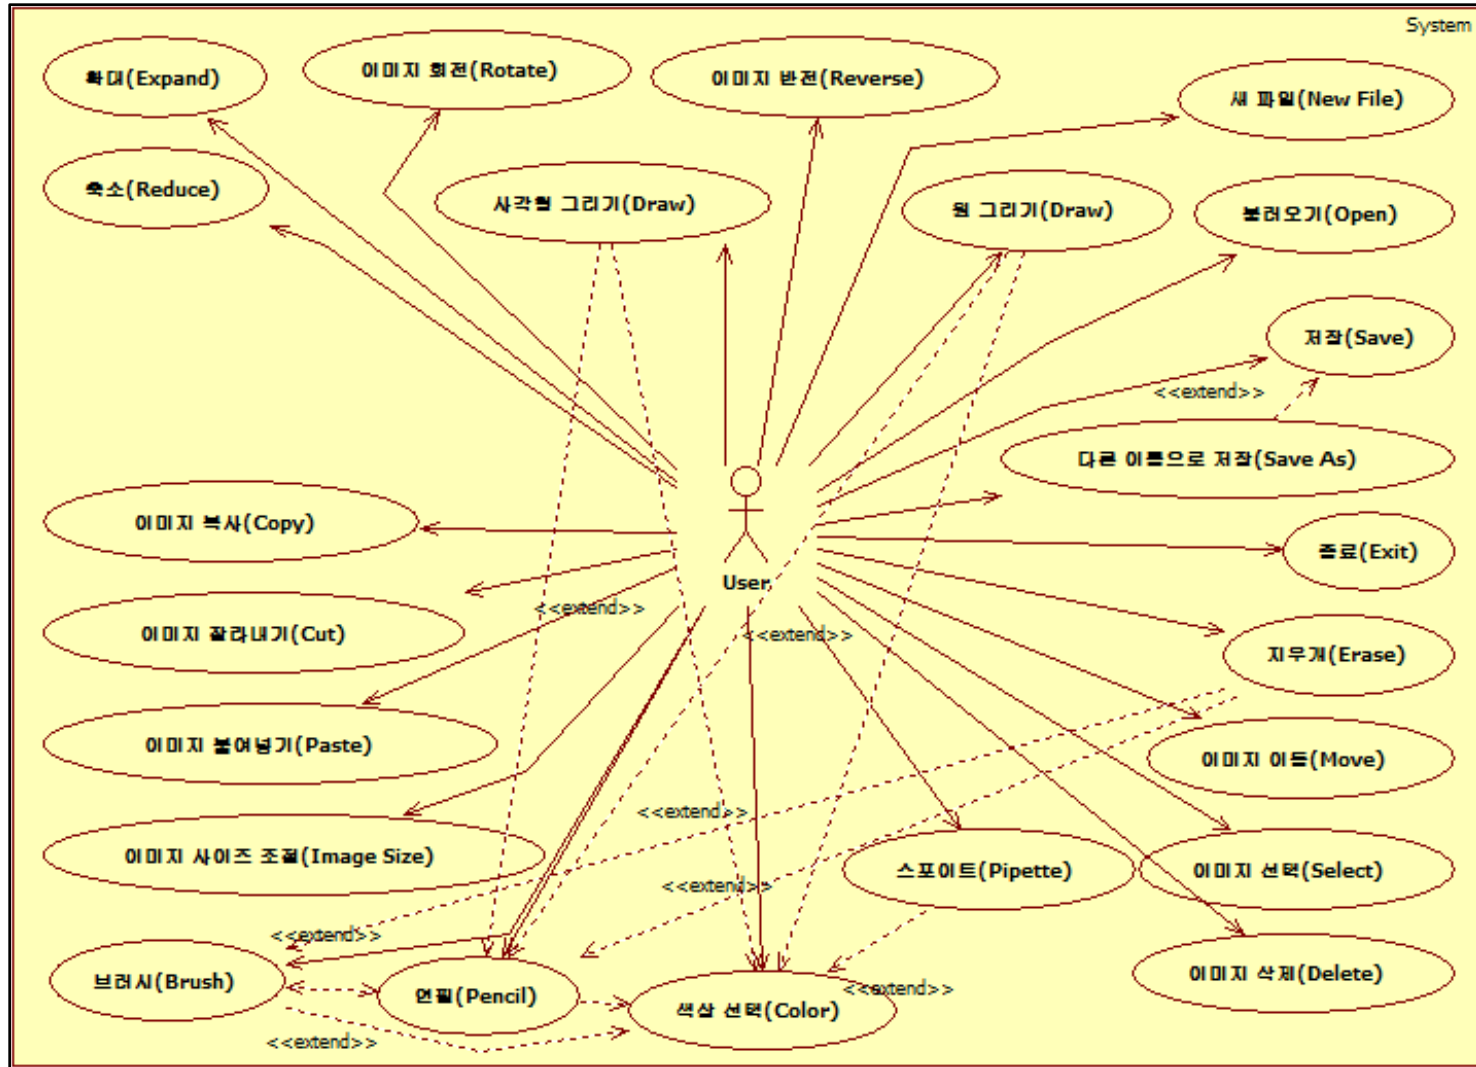 System
확대(Expand)
이미지 회전(Rotate)
이미지 반전(Reverse)
새 파일(New File)
축소(Reduce)
사각형 그리기(Draw)
원 그리기(Draw)
불러오기(Open)
저장(Save)
<<extend>>
다른 이름으로 저장(Save As)
이미지 복사(Copy)
종료(Exit)
User
<<extend>>
<<extend>>
이미지 잘라내기(Cut)
지우개(Erase)
이미지 붙여넣기(Paste)
이미지 이동(Move)
<<extend>>
이미지 사이즈 조절(Image Size)
스포이트(Pipette)
이미지 선택(Select)
<<extend>>
<<extend>>
브러시(Brush)
연필(Pencil)
색상 선택(Color)
<<extend>>
이미지 삭제(Delete)
<<extend>>